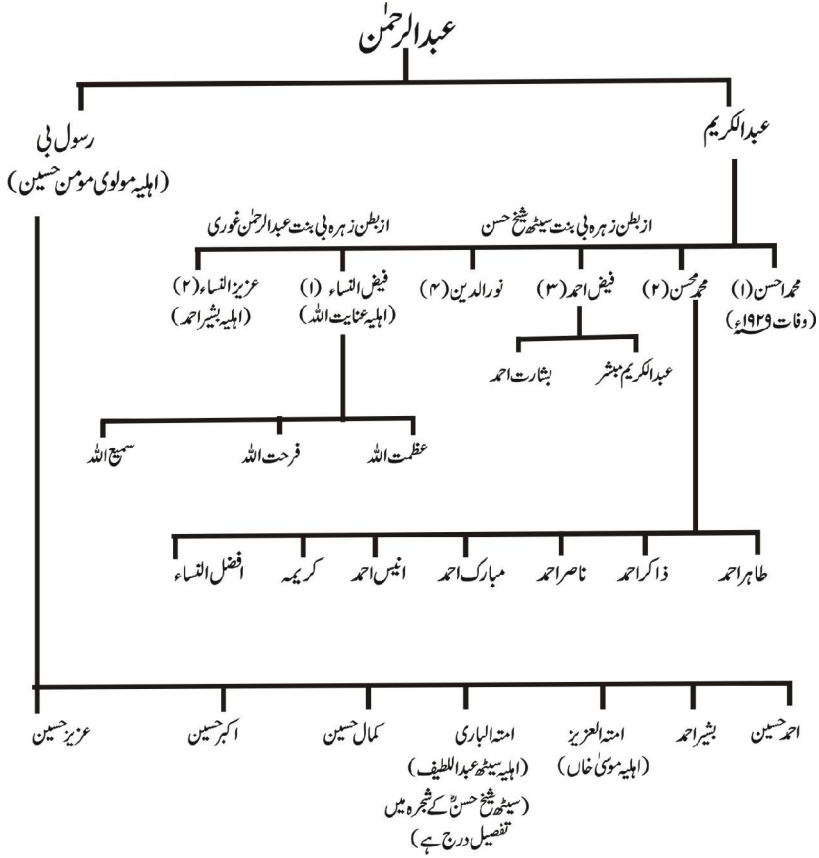 عبدالرحمٰن
عبدالکریم
رسول بی
(اہلیہ مولوی مومن حسین)
از بطن زہرہ بی بنت سیٹھ شیخ حسن
از بطن زہرہ بی بنت عبدالرحمٰن غوری
محمد احسن (۱)
(وفات ۱۹۲۹ء)
محمد محسن (۲)
فیض احمد (۳)
نورالدین (۴)
فیض النساء (۱)
(اہلیہ عنایت اللہ)
عزیز النساء (۲)
(اہلیہ بشیر احمد)
عبدالکریم مبشر
بشارت احمد
عظمت اللہ
فرحت اللہ
سمیع اللہ
طاہر احمد
ذاکر احمد
ناصر احمد
مبارک احمد
انیس احمد
کریمہ
افضل النساء
احمد حسین
بشیر احمد
امتہ العزیز
(اہلیہ موسیٰ خاں)
امتہ الباری
(اہلیہ سیٹھ عبداللطیف)
(سیٹھ شیخ حسنؓ کے شجرہ میں
تفصیل درج ہے)
کمال حسین
اکبر حسین
عزیز حسین